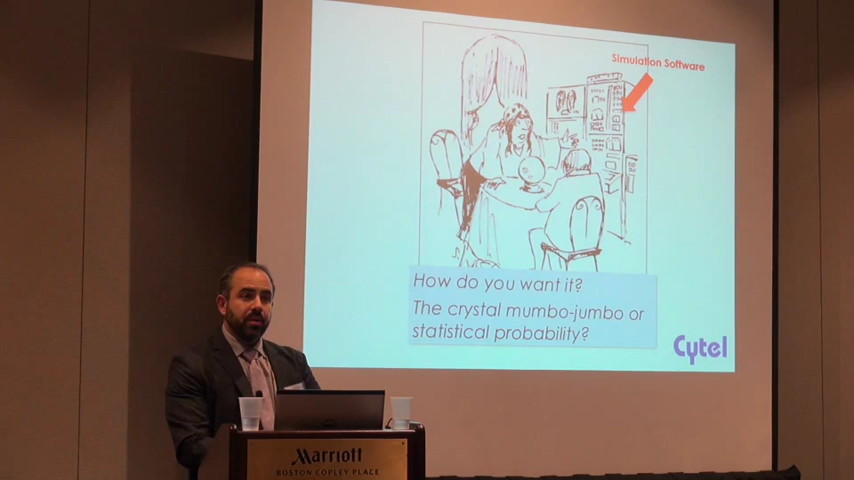 Simulation Software
How do you want it?
The crystal mumbo-jumbo or
statistical probability?
Cytel
Marriott
BOSTON COPLEY PLACE